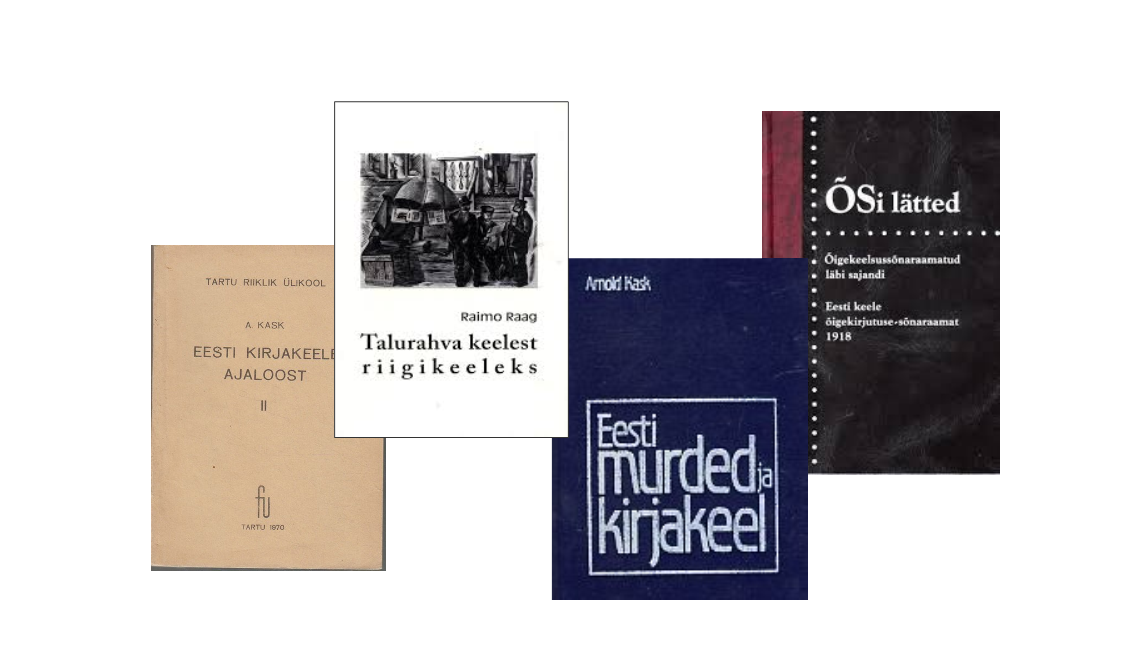 TARTU RIIKLIK ÜLIKOOL
A. KASK
EESTI KIRJAKEELE
AJALOOST
II
TARTU 1970
Raimo Raag
Talurahva keelest
riigikeeleks
Arnold Kask
Eesti
murded ja
kirjakeel
ÕSi lätted
Õigekeelsussõnaraamatud
läbi sajandi
Eesti keele
õigekirjutuse-sõnaraamat
1918